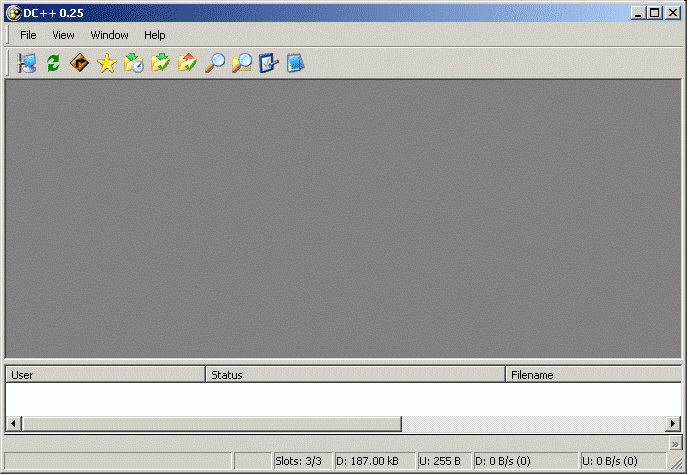 DC++ 0.25
File View Window Help
User Status Filename
Slots: 3/3 D: 187.00 kB U: 255 B D: 0 B/s (0) U: 0 B/s (0)